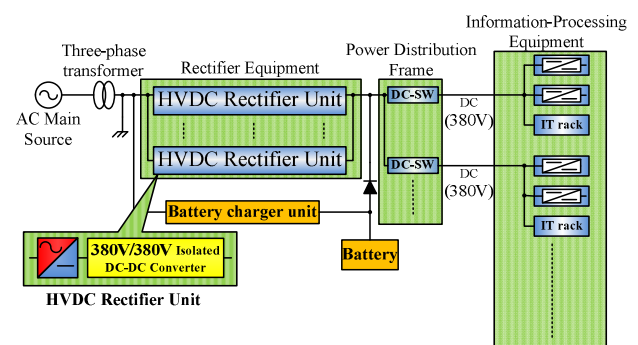 Information-Processing
Equipment
Three-phase
transformer
Rectifier Equipment
Power Distribution
Frame
AC Main
Source
HVDC Rectifier Unit
HVDC Rectifier Unit
DC-SW
DC
(380V)
IT rack
DC-SW
DC
(380V)
IT rack
Battery charger unit
Battery
380V/380V Isolated
DC-DC Converter
HVDC Rectifier Unit